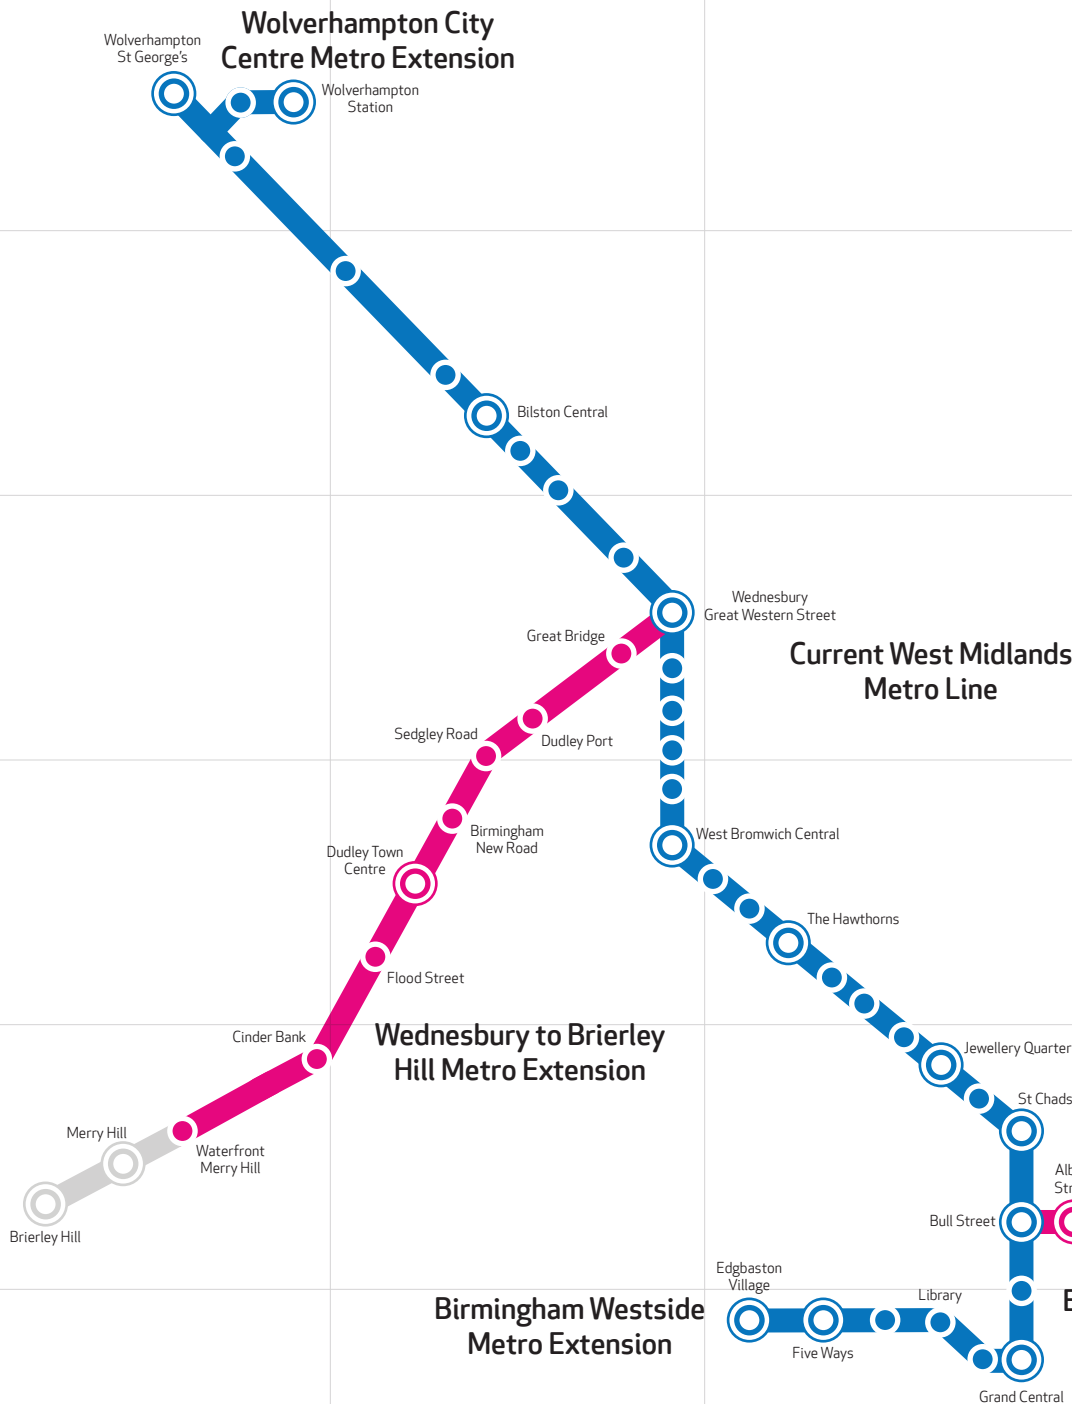 Wolverhampton City
Centre Metro Extension
Wolverhampton
St George's
Wolverhampton
Station
Bilston Central
Wednesbury
Great Western Street
Great Bridge
Current West Midlands
Metro Line
Sedgley Road
Dudley Port
Birmingham
New Road
West Bromwich Central
Dudley Town
Centre
The Hawthorns
Flood Street
Cinder Bank
Wednesbury to Brierley
Hill Metro Extension
Jewellery Quarter
St Chads
Merry Hill
Waterfront
Merry Hill
Brierley Hill
Bull Street
Edgbaston
Village
Library
Birmingham Westside
Metro Extension
Five Ways
Grand Central